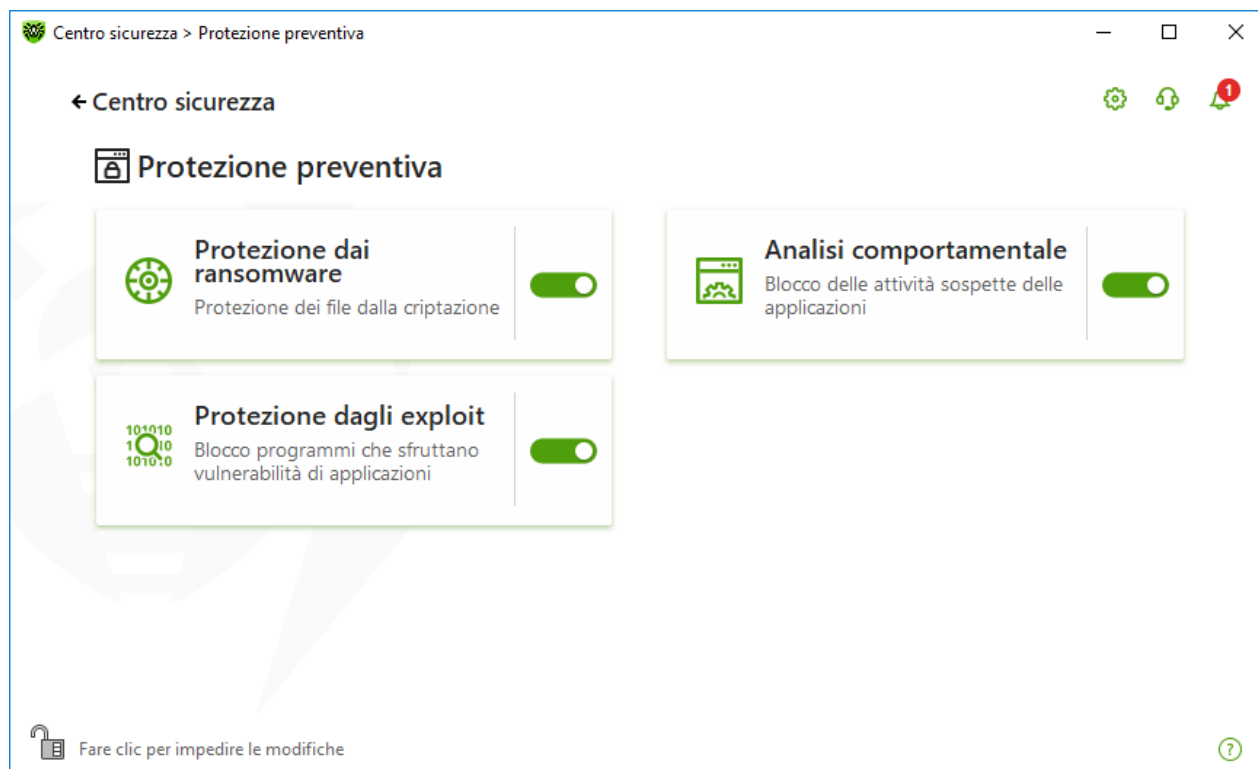 Centro sicurezza > Protezione preventiva
Centro sicurezza
1
Protezione preventiva
Protezione dai
ransomware
Protezione dei file dalla criptazione
Analisi comportamentale
Blocco delle attività sospette delle
applicazioni
Protezione dagli exploit
Blocco programmi che sfruttano
vulnerabilità di applicazioni
Fare clic per impedire le modifiche
?